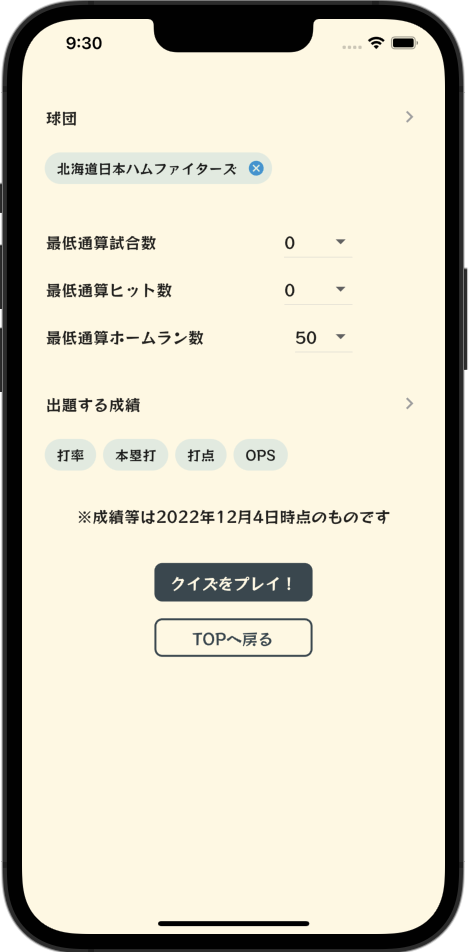 9:30
球団
北海道日本ハムファイターズ
最低通算試合数 0
最低通算ヒット数 0
最低通算ホームラン数 50
出題する成績
打率 本塁打 打点 OPS
※成績等は2022年12月4日時点のものです
クイズをプレイ！
TOPへ戻る